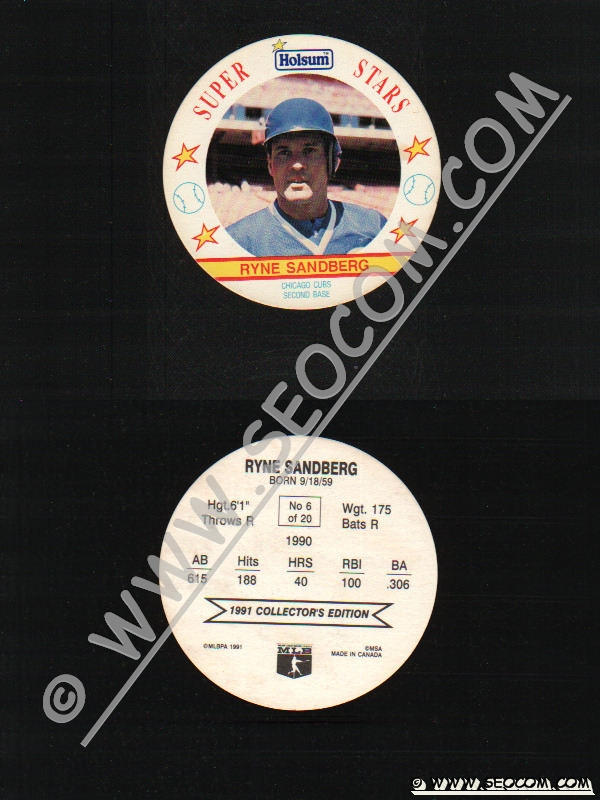 Holsum™
SUPER STARS
RYNE SANDBERG
CHICAGO CUBS
SECOND BASE
RYNE SANDBERG
BORN 9/18/59
Hgt.6'1" No 6 of 20 Wgt. 175
Throws R Bats R
1990
AB Hits HRS RBI BA
615 188 40 100 .306
1991 COLLECTOR'S EDITION
©MLBPA 1991 MLB ©MSA
MADE IN CANADA
© WWW.SEOCOM.COM
© WWW.SEOCOM.COM